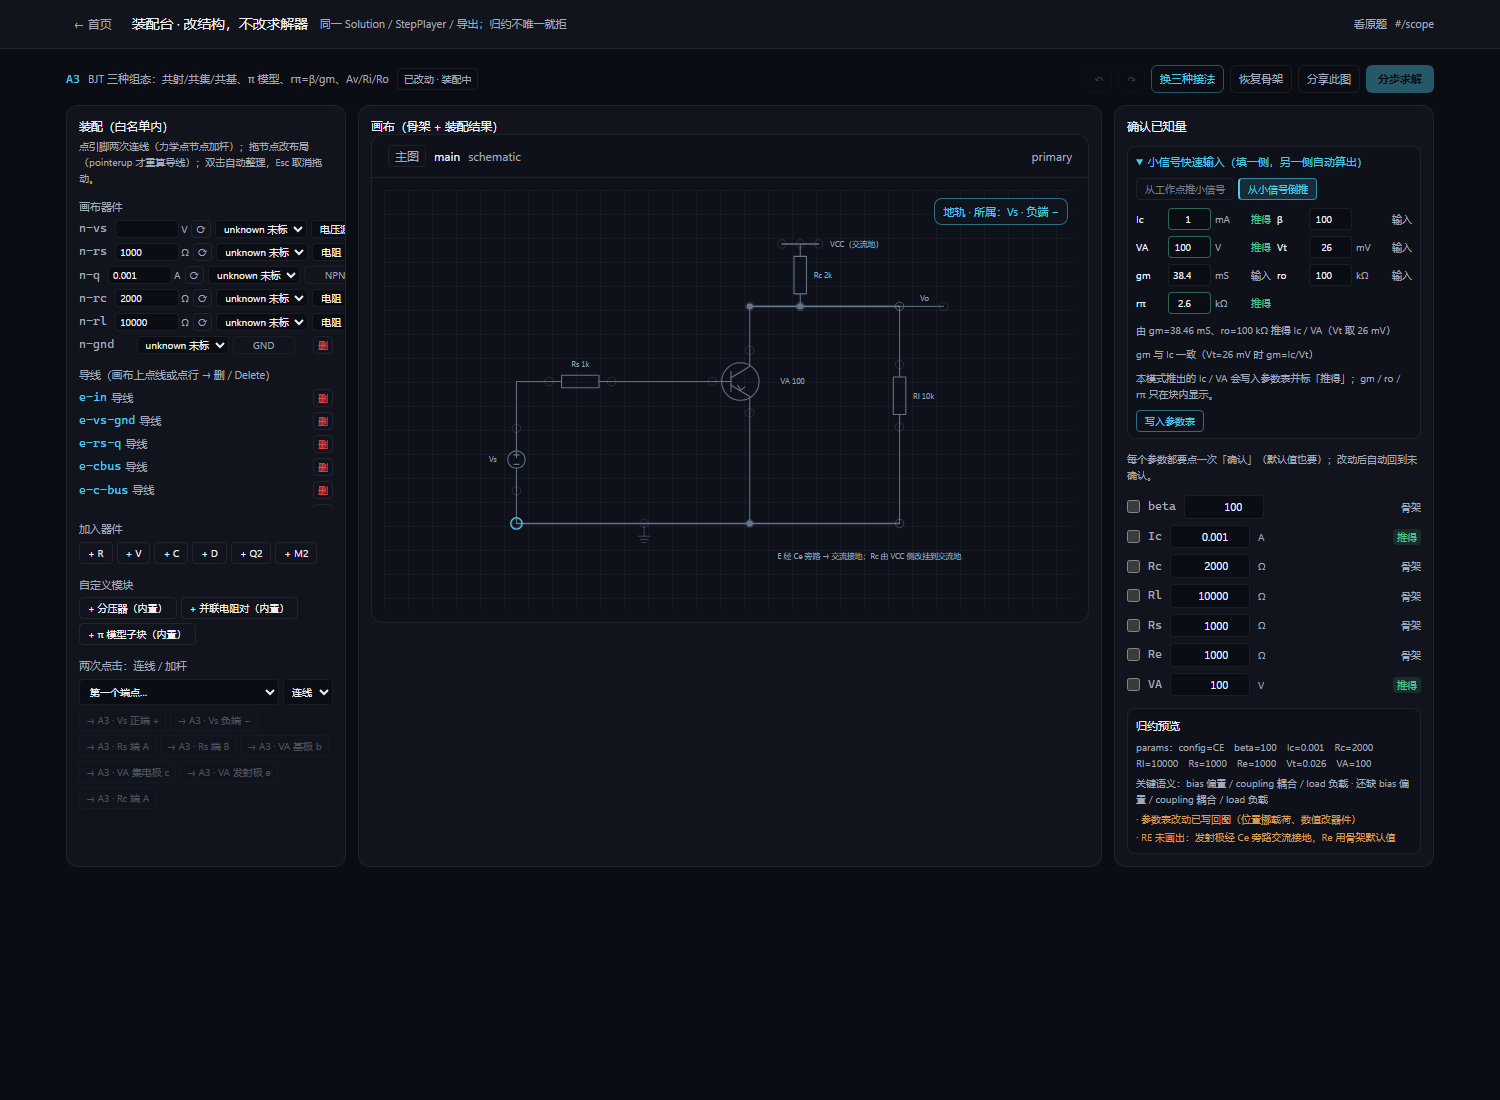 ← 首页 装配台 · 改结构，不改求解器 同一 Solution / StepPlayer / 导出；归约不唯一就拒 看原题 #/scope
A3 BJT 三种组态：共射/共集/共基、π 模型、rπ=β/gm、Av/Ri/Ro 已改动 · 装配中 ↶ ↷ 换三种接法 恢复骨架 分享此图 分步求解
装配（白名单内）
点引脚两次连线（力学点节点加杆）；拖节点改布局
（pointerup 才重算导线）；双击自动整理，Esc 取消拖
动。
画布器件
n-vs V ⟳ unknown 未标 电压源
n-rs 1000 Ω ⟳ unknown 未标 电阻
n-q 0.001 A ⟳ unknown 未标 NPN
n-rc 2000 Ω ⟳ unknown 未标 电阻
n-rl 10000 Ω ⟳ unknown 未标 电阻
n-gnd unknown 未标 GND 删
导线（画布上点线或点行 → 删 / Delete）
e-in 导线 删
e-vs-gnd 导线 删
e-rs-q 导线 删
e-cbus 导线 删
e-c-bus 导线 删
加入器件
+ R + V + C + D + Q2 + M2
自定义模块
+ 分压器（内置） + 并联电阻对（内置）
+ π 模型子块（内置）
两次点击：连线 / 加杆
第一个端点… 连线
→ A3 · Vs 正端 + → A3 · Vs 负端 −
→ A3 · Rs 端 A → A3 · Rs 端 B → A3 · VA 基极 b
→ A3 · VA 集电极 c → A3 · VA 发射极 e
→ A3 · Rc 端 A
画布（骨架 + 装配结果）
主图 main schematic primary
地轨 · 所属：Vs · 负端 −
VCC（交流地）
Rc 2k
Vo
Rs 1k
VA 100
Rl 10k
Vs
E 经 Ce 旁路 → 交流接地；Rc 由 VCC 侧改挂到交流地
确认已知量
▼ 小信号快速输入（填一侧，另一侧自动算出）
从工作点推小信号 从小信号倒推
Ic 1 mA 推得 β 100 输入
VA 100 V 推得 Vt 26 mV 输入
gm 38.4 mS 输入 ro 100 kΩ 输入
rπ 2.6 kΩ 推得
由 gm=38.46 mS、ro=100 kΩ 推得 Ic / VA（Vt 取 26 mV）
gm 与 Ic 一致（Vt=26 mV 时 gm=Ic/Vt）
本模式推出的 Ic / VA 会写入参数表并标「推得」；gm / ro /
rπ 只在块内显示。
写入参数表
每个参数都要点一次「确认」（默认值也要）；改动后自动回到未
确认。
beta 100 骨架
Ic 0.001 A 推得
Rc 2000 Ω 骨架
Rl 10000 Ω 骨架
Rs 1000 Ω 骨架
Re 1000 Ω 骨架
VA 100 V 推得
归约预览
params: config=CE beta=100 Ic=0.001 Rc=2000
Rl=10000 Rs=1000 Re=1000 Vt=0.026 VA=100
关键语义：bias 偏置 / coupling 耦合 / load 负载 · 还缺 bias 偏
置 / coupling 耦合 / load 负载
· 参数表改动已写回图（位置挪载荷、数值改器件）
· RE 未画出：发射极经 Ce 旁路交流接地，Re 用骨架默认值